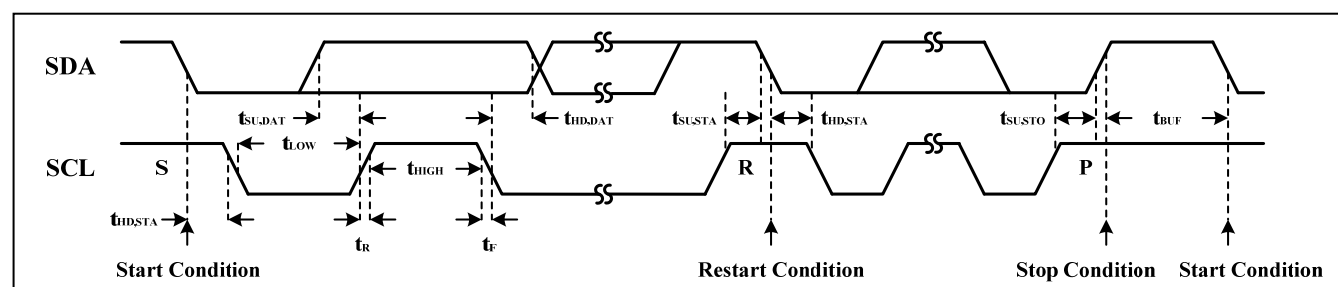 SDA
tSU,DAT tHD,DAT tSU,STA tHD,STA tSU,STO tBUF
tLOW
SCL S tHIGH R P
tHD,STA
tR tF
Start Condition Restart Condition Stop Condition Start Condition